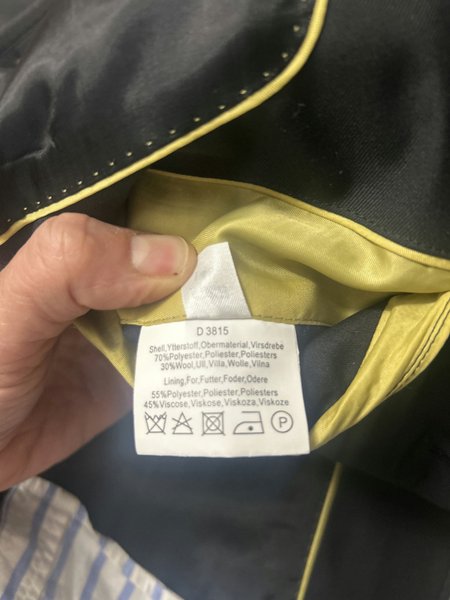 D 3815
Shell,Ytterstoff,Obermaterial,Virsdrebe
70%Polyester,Poliester,Poliesters
30%Wool,Ull,Villa,Wolle,Vilna
Lining,For,Futter,Foder,Odere
55%Polyester,Poliester,Poliesters
45%Viscose,Viskose,Viskoza,Viskose
P